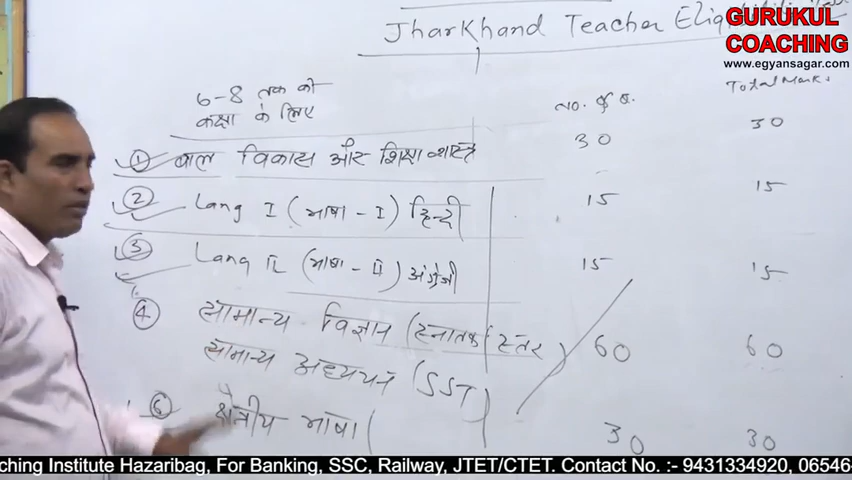 Jharkhand Teacher
GURUKUL
COACHING
www.egyansagar.com
6-8 तक की
कक्षा के लिए
No. of Q. Total Marks
① बाल विकास और शिक्षा शास्त्र 30 30
② Lang I (भाषा - I) हिन्दी 15 15
③ Lang II (भाषा - II) अंग्रेजी 15 15
④ सामान्य विज्ञान (स्नातक स्तर) 60 60
सामान्य अध्ययन (SST)
⑥ क्षेत्रीय भाषा ( 30 30
ching Institute Hazaribag, For Banking, SSC, Railway, JTET/CTET. Contact No. :- 9431334920, 06546